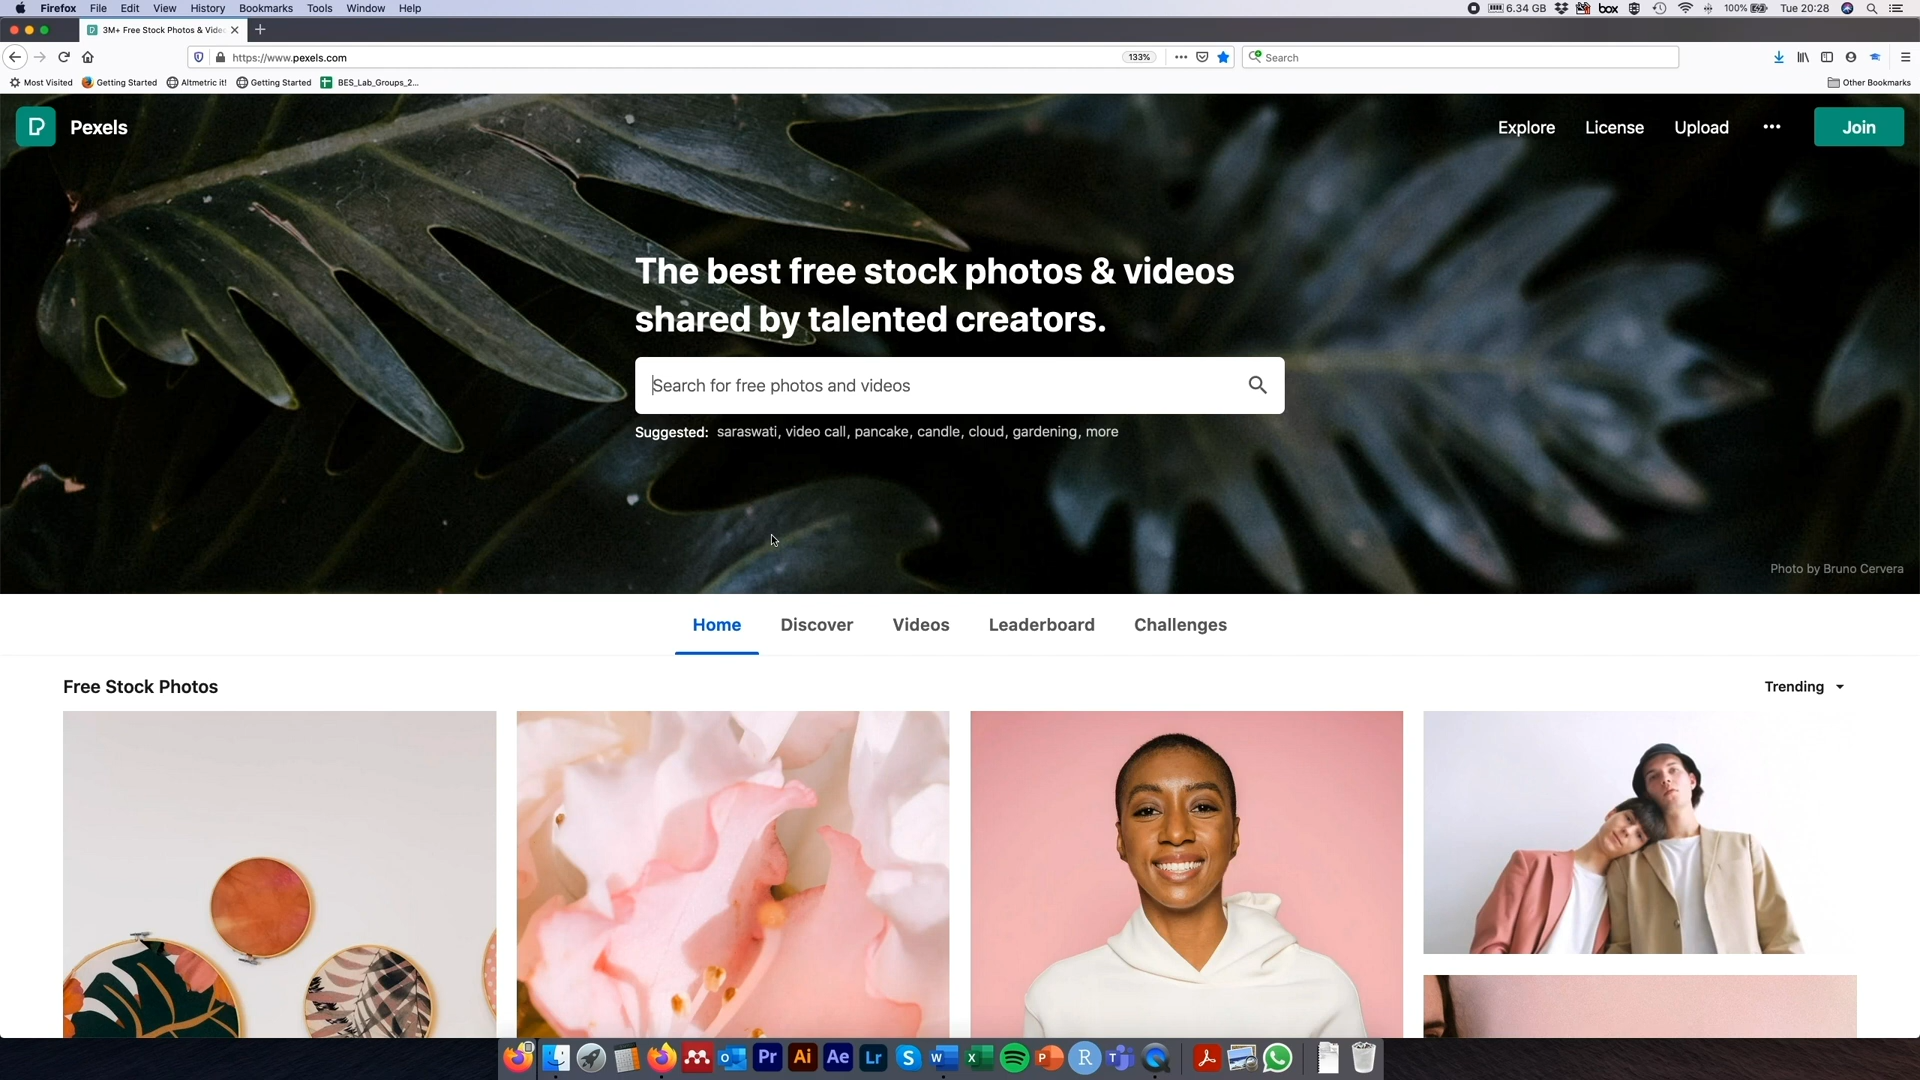 Firefox File Edit View History Bookmarks Tools Window Help
6.34 GB box 100% Tue 20:28
3M+ Free Stock Photos & Vide
https://www.pexels.com 133% Search
Most Visited Getting Started Altmetric it! Getting Started BES_Lab_Groups_2... Other Bookmarks
Pexels Explore License Upload ••• Join
The best free stock photos & videos
shared by talented creators.
Search for free photos and videos
Suggested: saraswati, video call, pancake, candle, cloud, gardening, more
Photo by Bruno Cervera
Home Discover Videos Leaderboard Challenges
Free Stock Photos Trending
Pr Ai Ae Lr S W X P R T